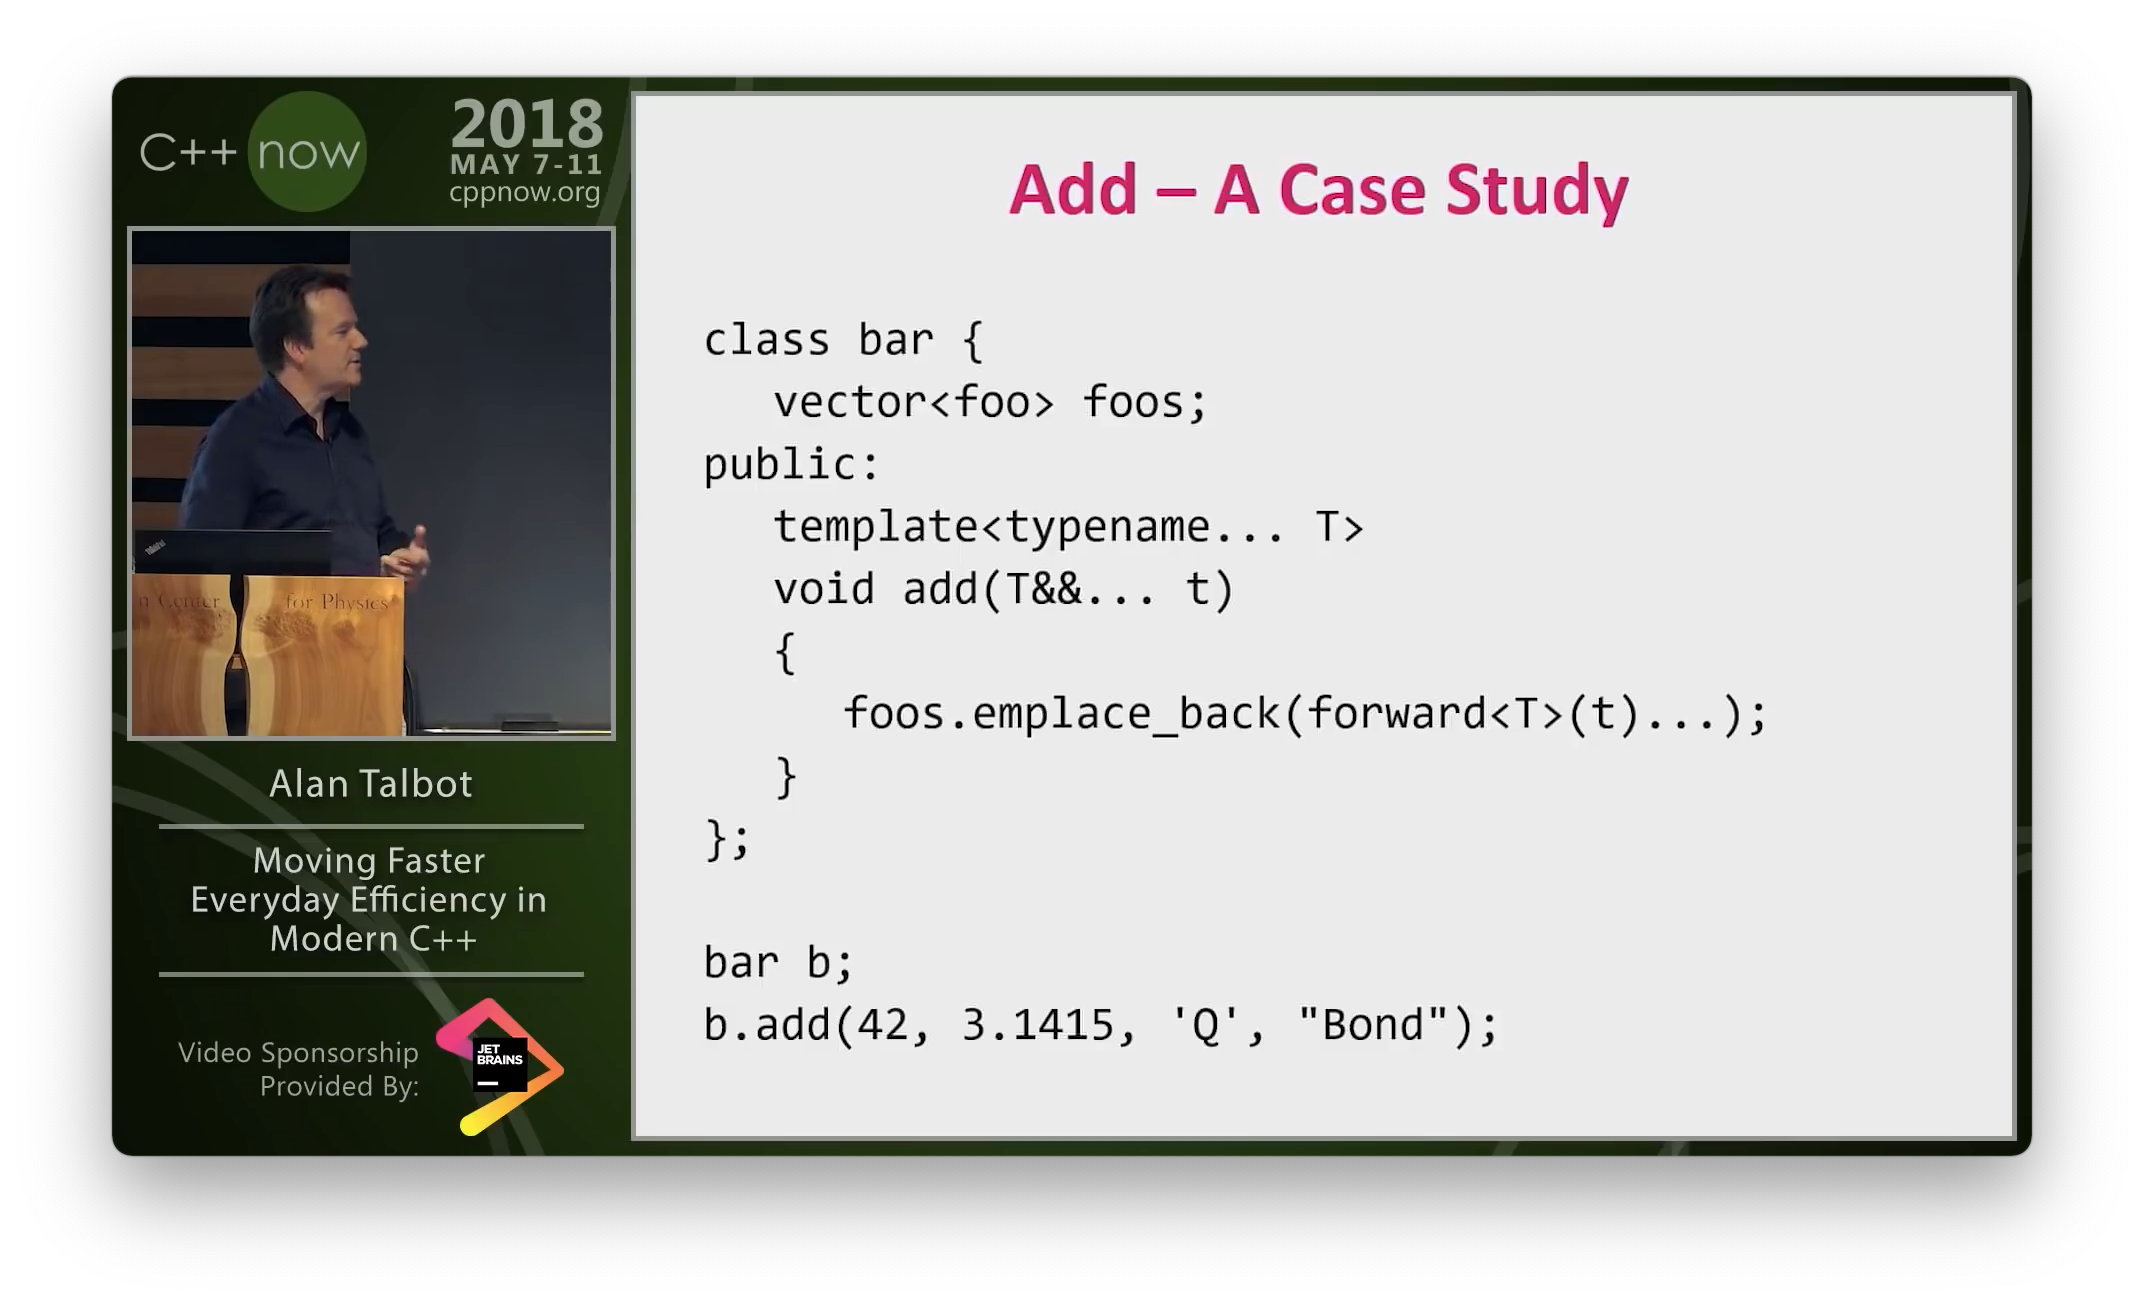 C++ now
2018
MAY 7-11
cppnow.org
ThinkPad
n Center for Physics
Alan Talbot
Moving Faster
Everyday Efficiency in
Modern C++
Video Sponsorship
Provided By:
JET
BRAINS
Add – A Case Study
class bar {
   vector<foo> foos;
public:
   template<typename... T>
   void add(T&&... t)
   {
      foos.emplace_back(forward<T>(t)...);
   }
};
bar b;
b.add(42, 3.1415, 'Q', "Bond");